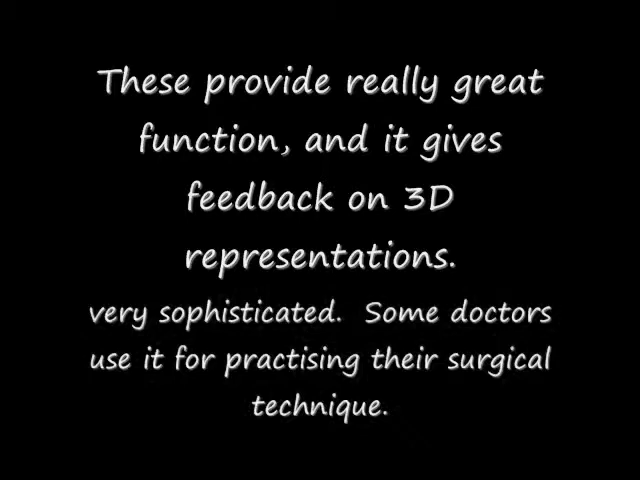 These provide really great
function, and it gives
feedback on 3D
representations.
very sophisticated.  Some doctors
use it for practising their surgical
technique.